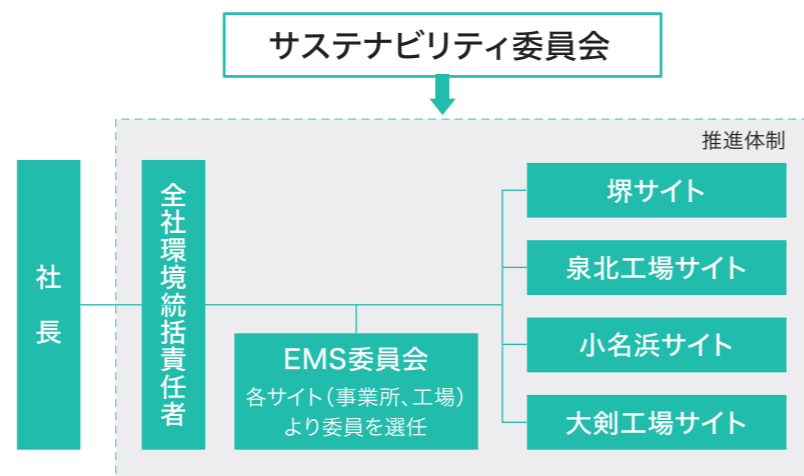 サステナビリティ委員会
推進体制
社長
全社環境統括責任者
EMS委員会
各サイト（事業所、工場）
より委員を選任
堺サイト
泉北工場サイト
小名浜サイト
大剣工場サイト